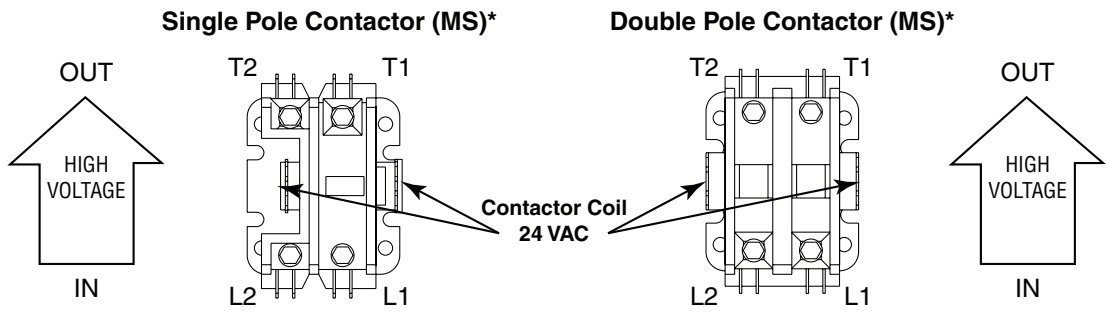 Single Pole Contactor (MS)*
Double Pole Contactor (MS)*
OUT
T2
T1
T2
T1
OUT
HIGH
VOLTAGE
HIGH
VOLTAGE
Contactor Coil
24 VAC
IN
L2
L1
L2
L1
IN